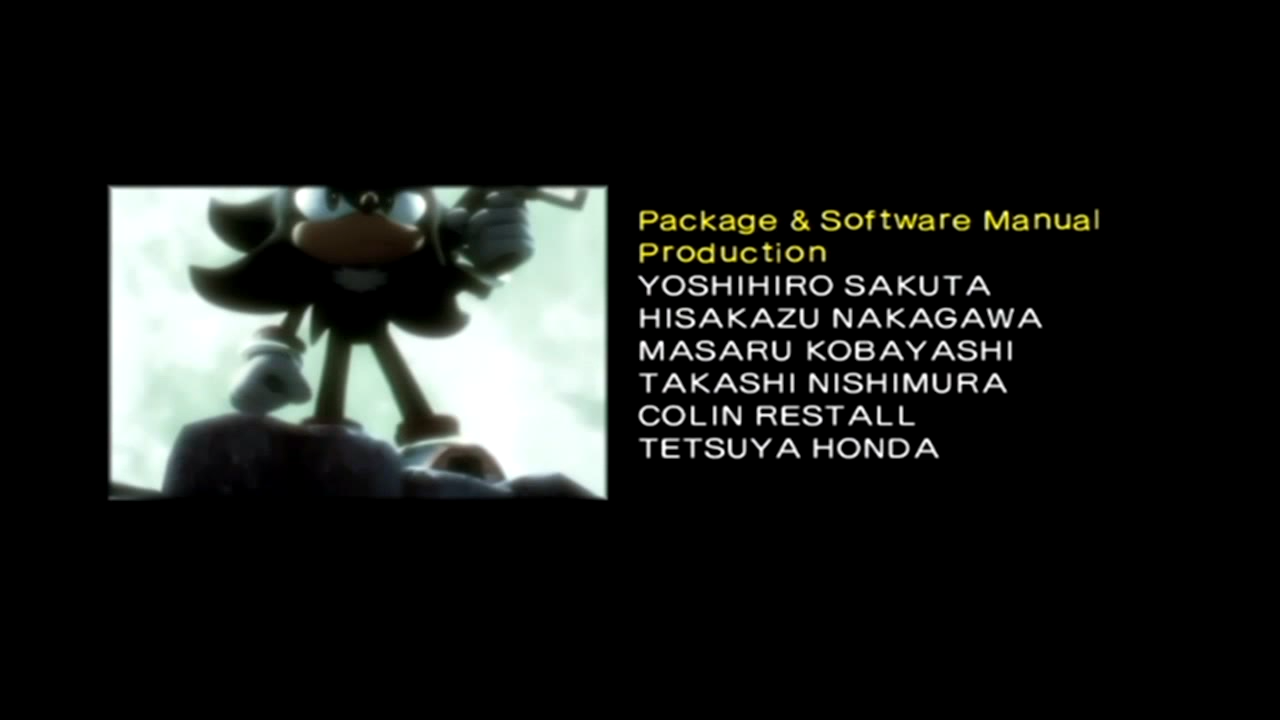 Package & Software Manual
Production
YOSHIHIRO SAKUTA
HISAKAZU NAKAGAWA
MASARU KOBAYASHI
TAKASHI NISHIMURA
COLIN RESTALL
TETSUYA HONDA